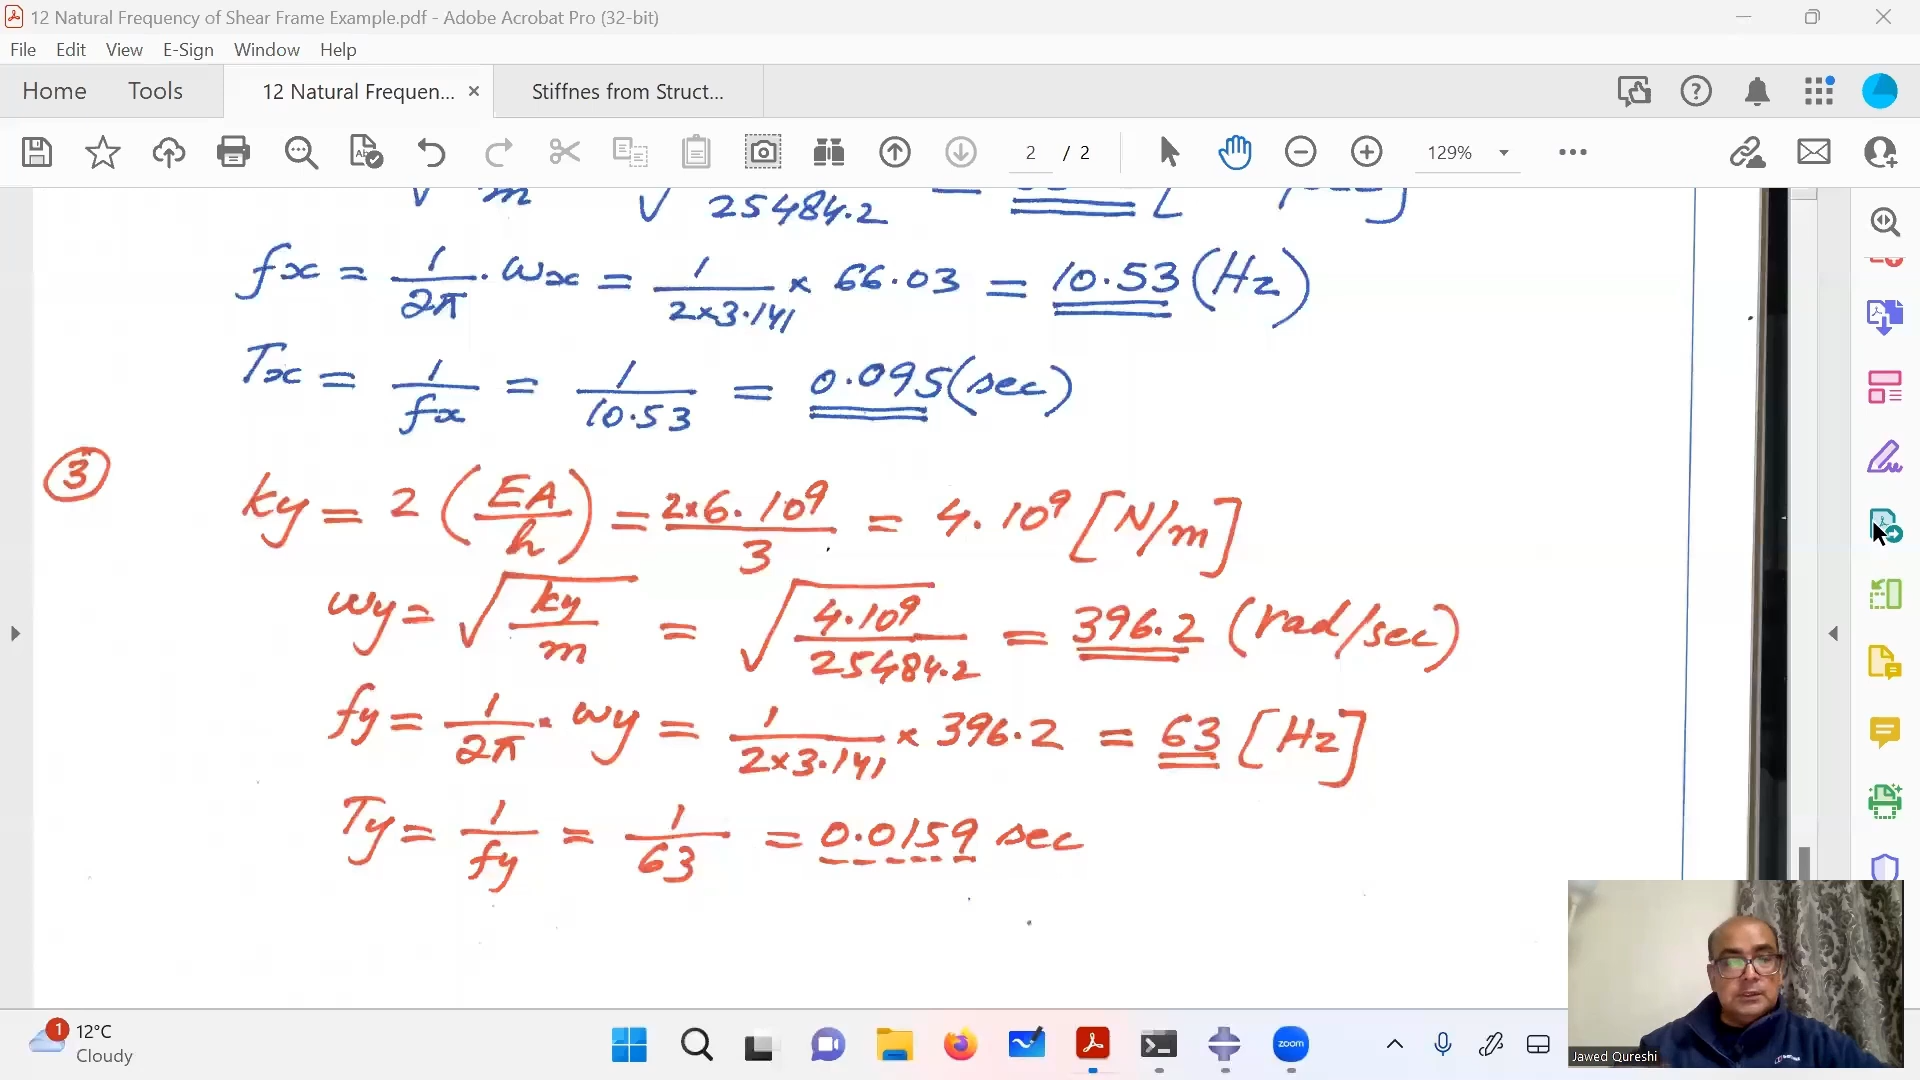 12 Natural Frequency of Shear Frame Example.pdf - Adobe Acrobat Pro (32-bit)
File Edit View E-Sign Window Help
Home Tools 12 Natural Frequen... × Stiffnes from Struct...
2 / 2 129%
m 25484.2 =
fx = 1/2π · ωx = 1/2×3.141 × 66.03 = 10.53 (Hz)
Tx = 1/fx = 1/10.53 = 0.095 (sec)
③ ky = 2 (EA/h) = 2×6.10⁹/3 = 4.10⁹ [N/m]
ωy = √ky/m = √4.10⁹/25484.2 = 396.2 (rad/sec)
fy = 1/2π · ωy = 1/2×3.141 × 396.2 = 63 [Hz]
Ty = 1/fy = 1/63 = 0.0159 sec
Jawed Qureshi
1 12°C
Cloudy
zoom